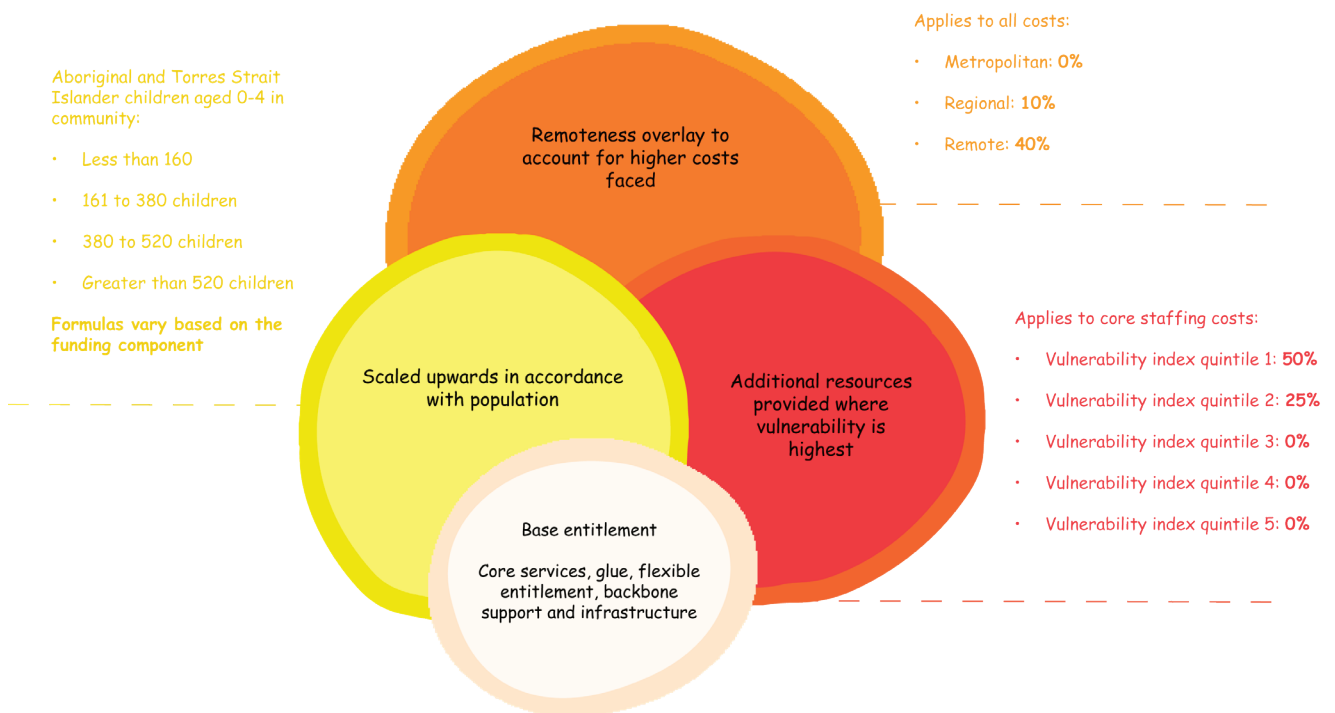 Applies to all costs:
• Metropolitan: 0%
• Regional: 10%
• Remote: 40%
Aboriginal and Torres Strait
Islander children aged 0-4 in
community:
• Less than 160
• 161 to 380 children
• 380 to 520 children
• Greater than 520 children
Formulas vary based on the
funding component
Remoteness overlay to
account for higher costs
faced
Scaled upwards in accordance
with population
Additional resources
provided where
vulnerability is
highest
Applies to core staffing costs:
• Vulnerability index quintile 1: 50%
• Vulnerability index quintile 2: 25%
• Vulnerability index quintile 3: 0%
• Vulnerability index quintile 4: 0%
• Vulnerability index quintile 5: 0%
Base entitlement
Core services, glue, flexible
entitlement, backbone
support and infrastructure